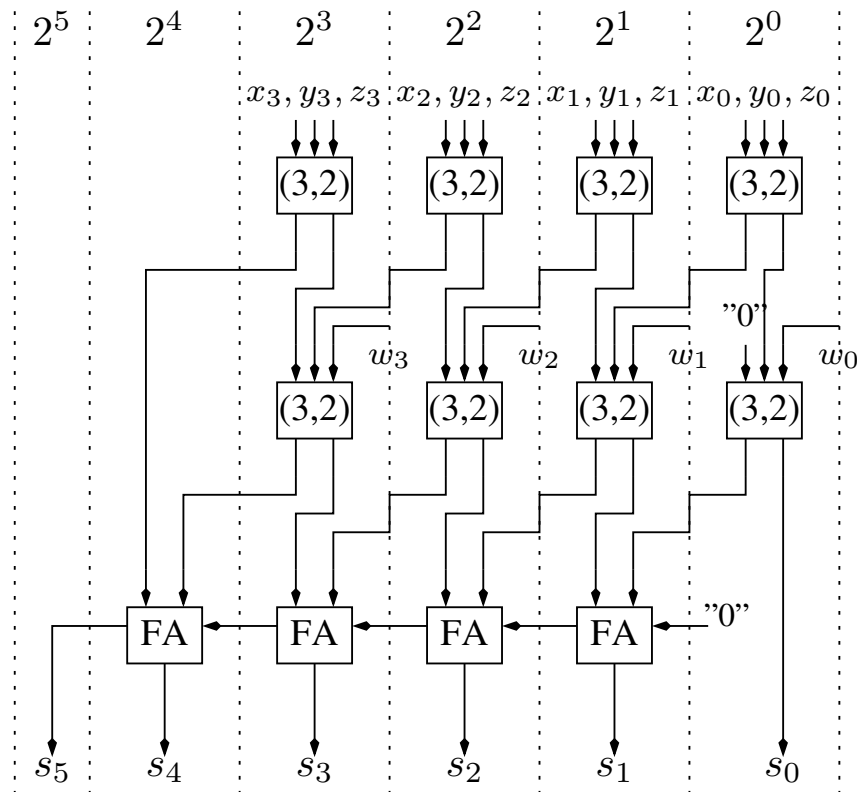 2^5 2^4 2^3 2^2 2^1 2^0
x_3, y_3, z_3 x_2, y_2, z_2 x_1, y_1, z_1 x_0, y_0, z_0
(3,2) (3,2) (3,2) (3,2)
"0"
w_3 w_2 w_1 w_0
(3,2) (3,2) (3,2) (3,2)
FA FA FA FA "0"
s_5 s_4 s_3 s_2 s_1 s_0